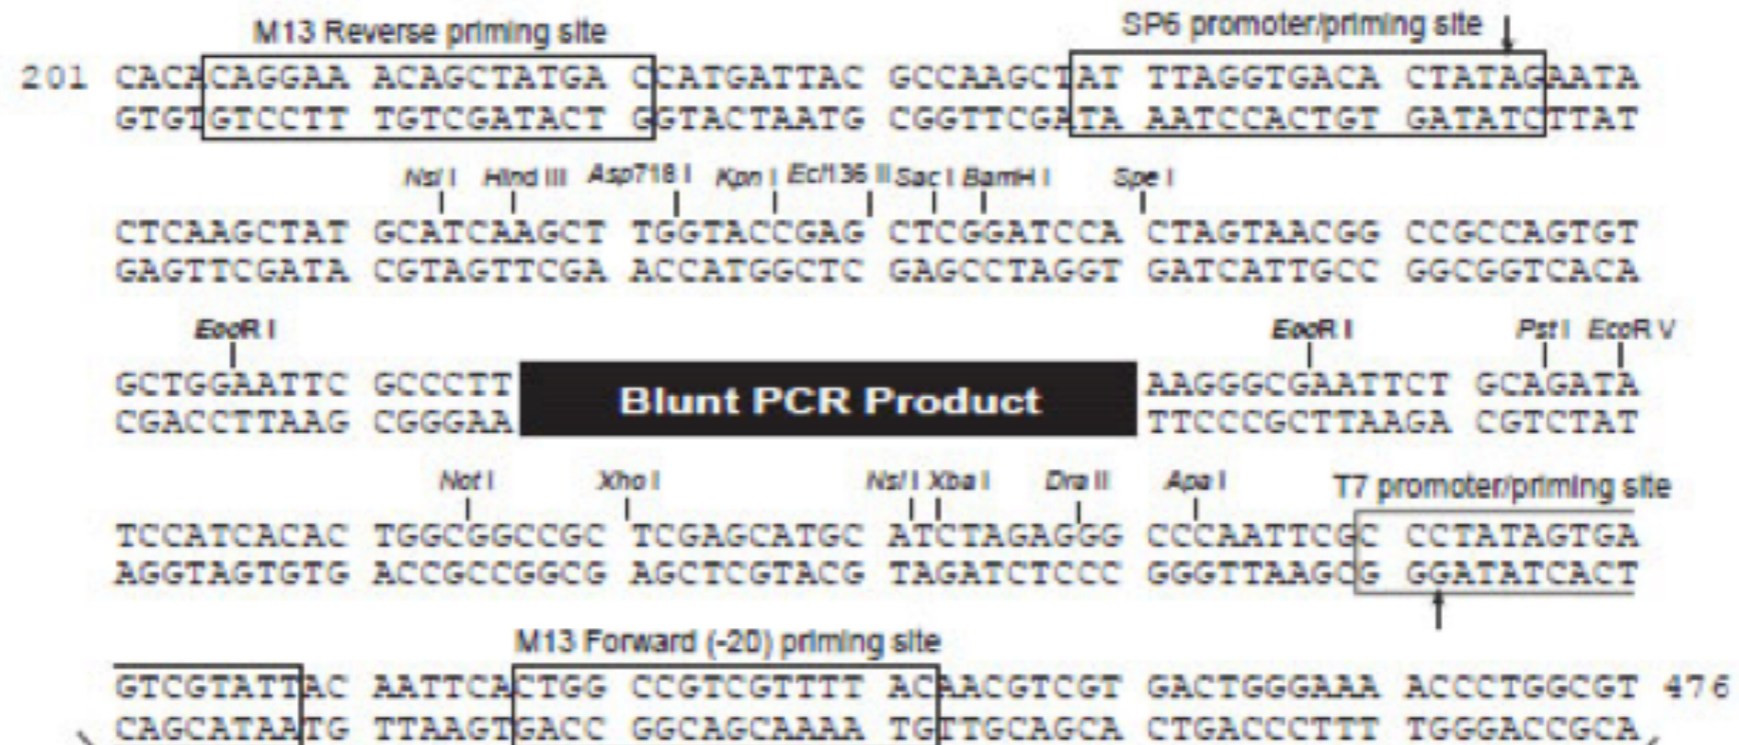 M13 Reverse priming site SP6 promoter/priming site
201 CACACAGGAA ACAGCTATGA CCATGATTAC GCCAAGCTAT TTAGGTGACA CTATAGAATA
GTGTGTCCTT TGTCGATACT GGTACTAATG CGGTTCGATA AATCCACTGT GATATCTTAT
Nsi I Hind III Asp718 I Kpn I Ecl136 II Sac I BamH I Spe I
CTCAAGCTAT GCATCAAGCT TGGTACCGAG CTCGGATCCA CTAGTAACGG CCGCCAGTGT
GAGTTCGATA CGTAGTTCGA ACCATGGCTC GAGCCTAGGT GATCATTGCC GGCGGTCACA
EcoR I EcoR I Pst I EcoR V
GCTGGAATTC GCCCTT Blunt PCR Product AAGGGCGAATTCT GCAGATA
CGACCTTAAG CGGGAA TTCCCGCTTAAGA CGTCTAT
Not I Xho I Nsi I Xba I Dra II Apa I T7 promoter/priming site
TCCATCACAC TGGCGGCCGC TCGAGCATGC ATCTAGAGGG CCCAATTCGC CCTATAGTGA
AGGTAGTGTG ACCGCCGGCG AGCTCGTACG TAGATCTCCC GGGTTAAGCG GGATATCACT
M13 Forward (-20) priming site
GTCGTATTAC AATTCACTGG CCGTCGTTTT ACAACGTCGT GACTGGGAAA ACCCTGGCGT 476
CAGCATAATG TTAAGTGACC GGCAGCAAAA TGTTGCAGCA CTGACCCTTT TGGGACCGCA